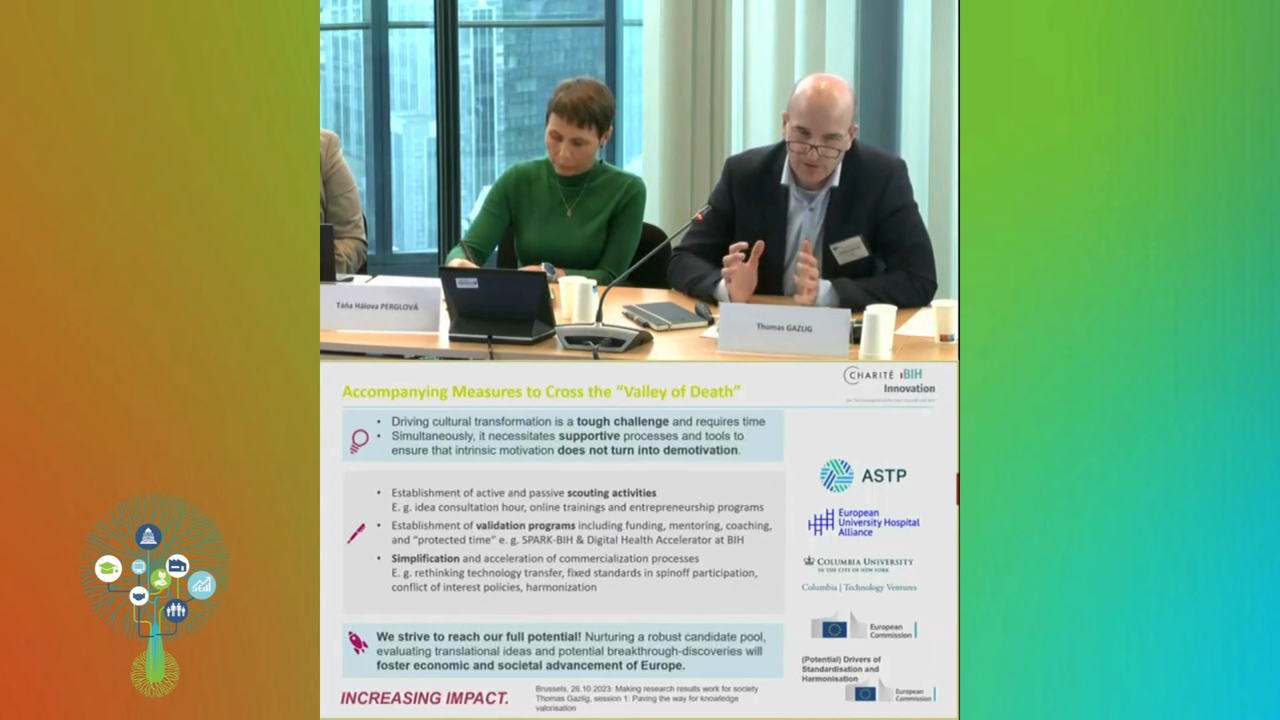 Táňa Hálova PERGLOVÁ
Thomas GAZLIG
CHARITÉ BIH
Innovation
Accompanying Measures to Cross the “Valley of Death”
• Driving cultural transformation is a tough challenge and requires time
• Simultaneously, it necessitates supportive processes and tools to
ensure that intrinsic motivation does not turn into demotivation.
• Establishment of active and passive scouting activities
E. g. idea consultation hour, online trainings and entrepreneurship programs
• Establishment of validation programs including funding, mentoring, coaching,
and “protected time” e. g. SPARK-BIH & Digital Health Accelerator at BIH
• Simplification and acceleration of commercialization processes
E. g. rethinking technology transfer, fixed standards in spinoff participation,
conflict of interest policies, harmonization
We strive to reach our full potential! Nurturing a robust candidate pool,
evaluating translational ideas and potential breakthrough-discoveries will
foster economic and societal advancement of Europe.
ASTP
European
University Hospital
Alliance
COLUMBIA UNIVERSITY
IN THE CITY OF NEW YORK
Columbia | Technology Ventures
European
Commission
(Potential) Drivers of
Standardisation and
Harmonisation
European
Commission
INCREASING IMPACT.
Brussels, 26.10.2023: Making research results work for society
Thomas Gazlig, session 1: Paving the way for knowledge
valorisation